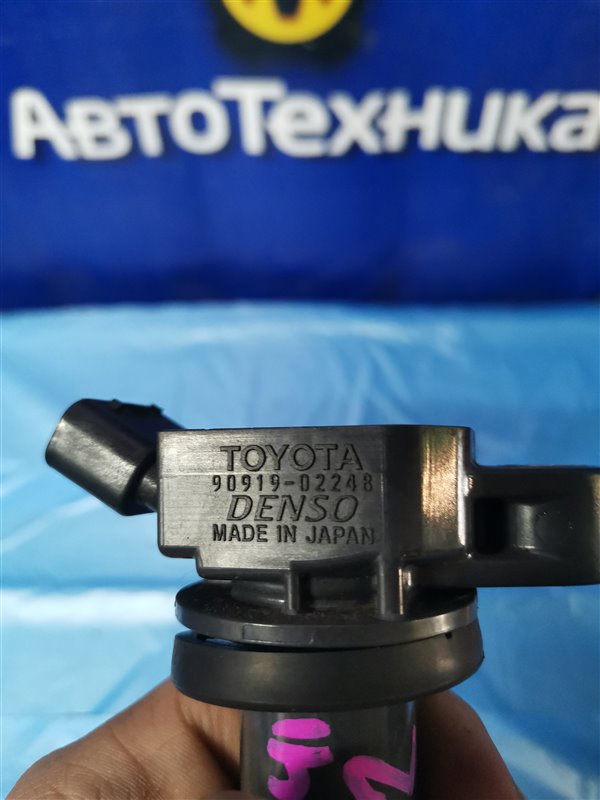 АвтоТехника
TOYOTA
90919-02248
DENSO
MADE IN JAPAN